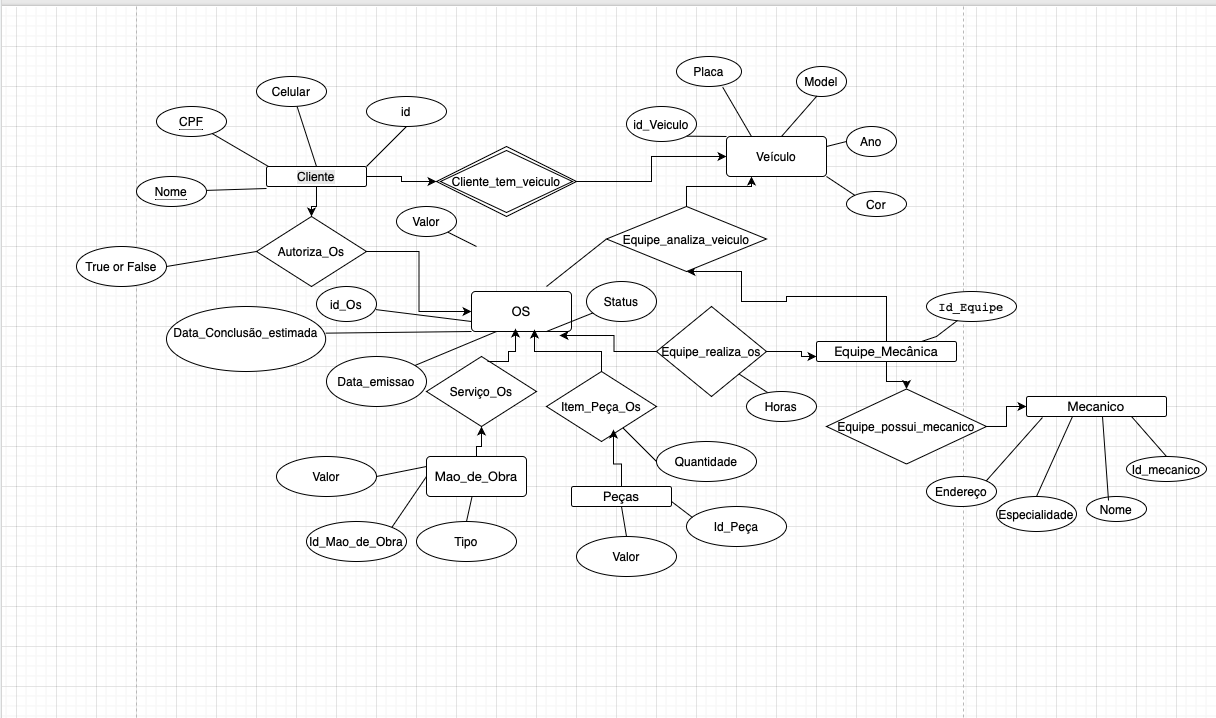 Placa
Model
Celular
id
CPF
id_Veiculo
Ano
Veículo
Cliente
Cliente_tem_veiculo
Nome
Cor
Valor
Equipe_analiza_veiculo
Autoriza_Os
True or False
id_Os
Status
OS
Id_Equipe
Data_Conclusão_estimada
Equipe_realiza_os
Equipe_Mecânica
Data_emissao
Serviço_Os
Item_Peça_Os
Horas
Mecanico
Equipe_possui_mecanico
Quantidade
Id_mecanico
Valor
Mao_de_Obra
Endereço
Peças
Especialidade
Nome
Id_Peça
Id_Mao_de_Obra
Tipo
Valor